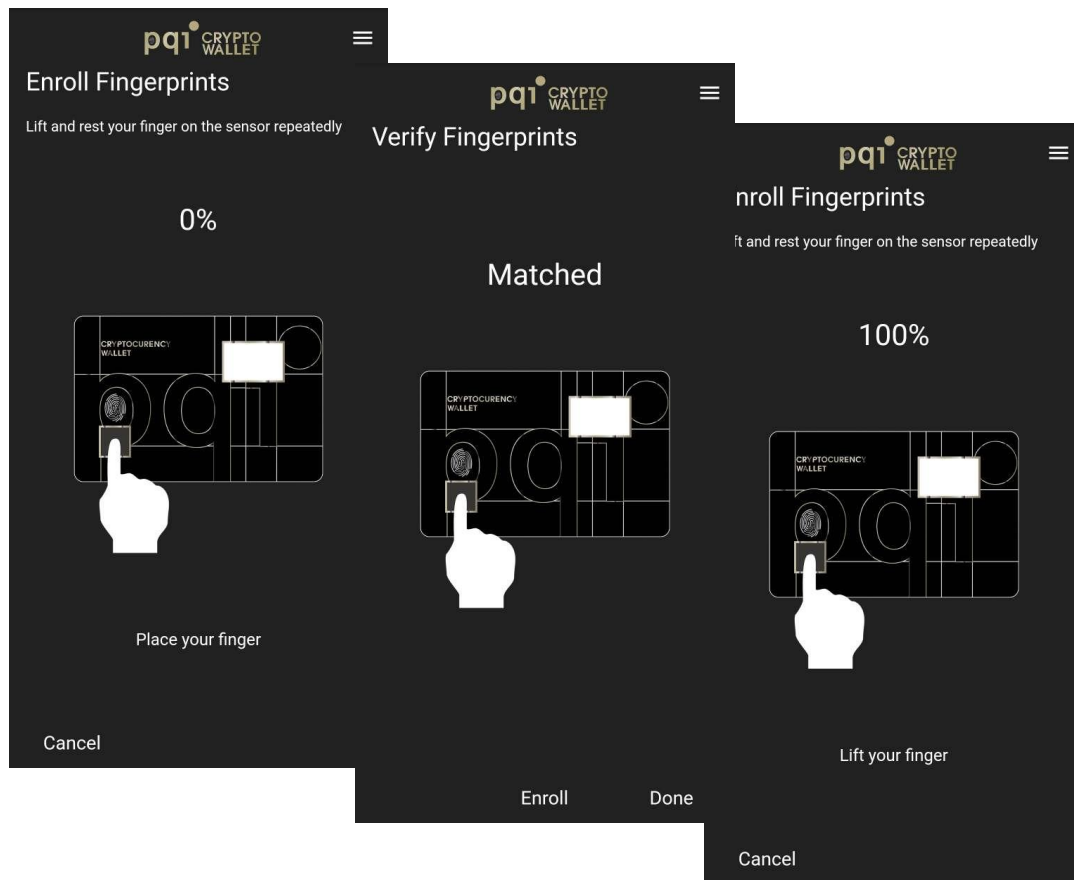 pqi CRYPTO
WALLET
Enroll Fingerprints
Lift and rest your finger on the sensor repeatedly
0%
CRYPTOCURENCY
WALLET
Place your finger
Cancel
pqi CRYPTO
WALLET
Verify Fingerprints
Matched
CRYPTOCURENCY
WALLET
Enroll Done
pqi CRYPTO
WALLET
nroll Fingerprints
ft and rest your finger on the sensor repeatedly
100%
CRYPTOCURENCY
WALLET
Lift your finger
Cancel